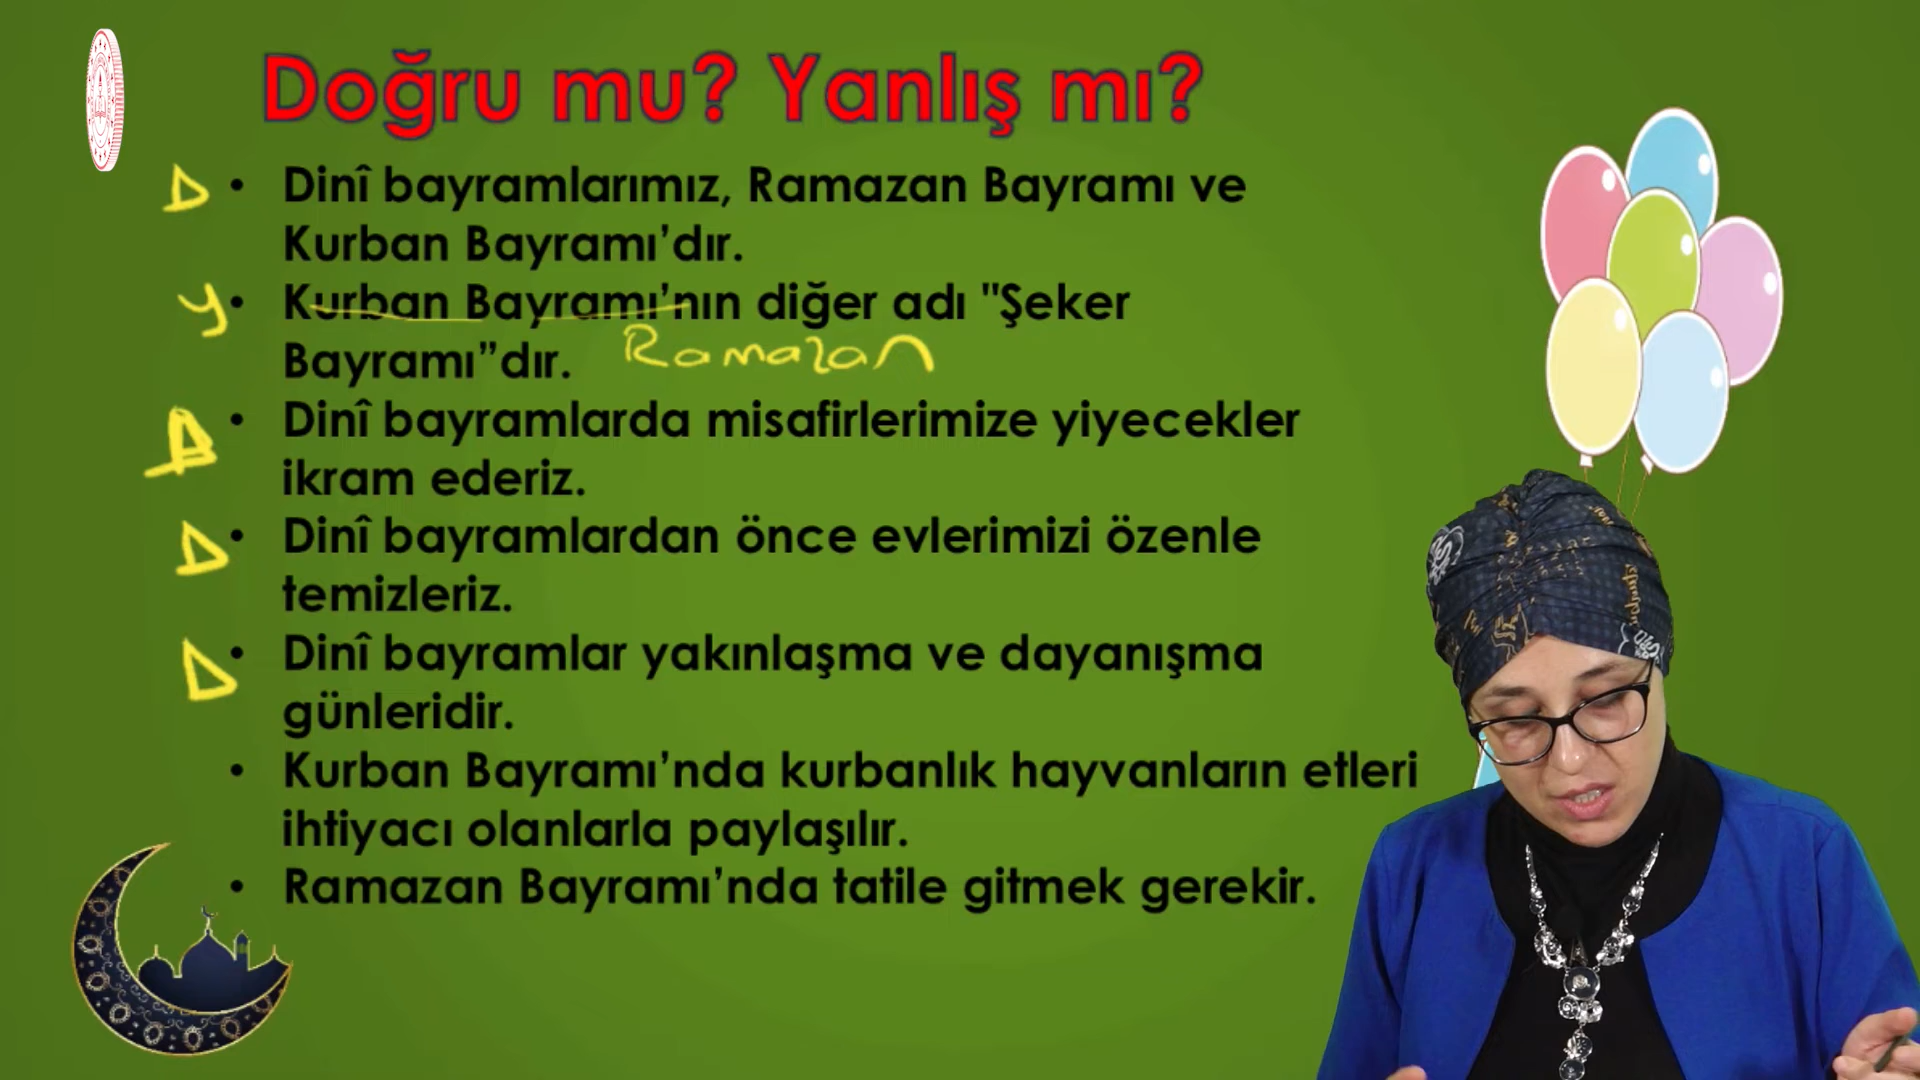 Doğru mu? Yanlış mı?
D • Dinî bayramlarımız, Ramazan Bayramı ve
Kurban Bayramı’dır.
y • Kurban Bayramı’nın diğer adı "Şeker
Bayramı”dır. Ramazan
D • Dinî bayramlarda misafirlerimize yiyecekler
ikram ederiz.
D • Dinî bayramlardan önce evlerimizi özenle
temizleriz.
D • Dinî bayramlar yakınlaşma ve dayanışma
günleridir.
• Kurban Bayramı’nda kurbanlık hayvanların etleri
ihtiyacı olanlarla paylaşılır.
• Ramazan Bayramı’nda tatile gitmek gerekir.